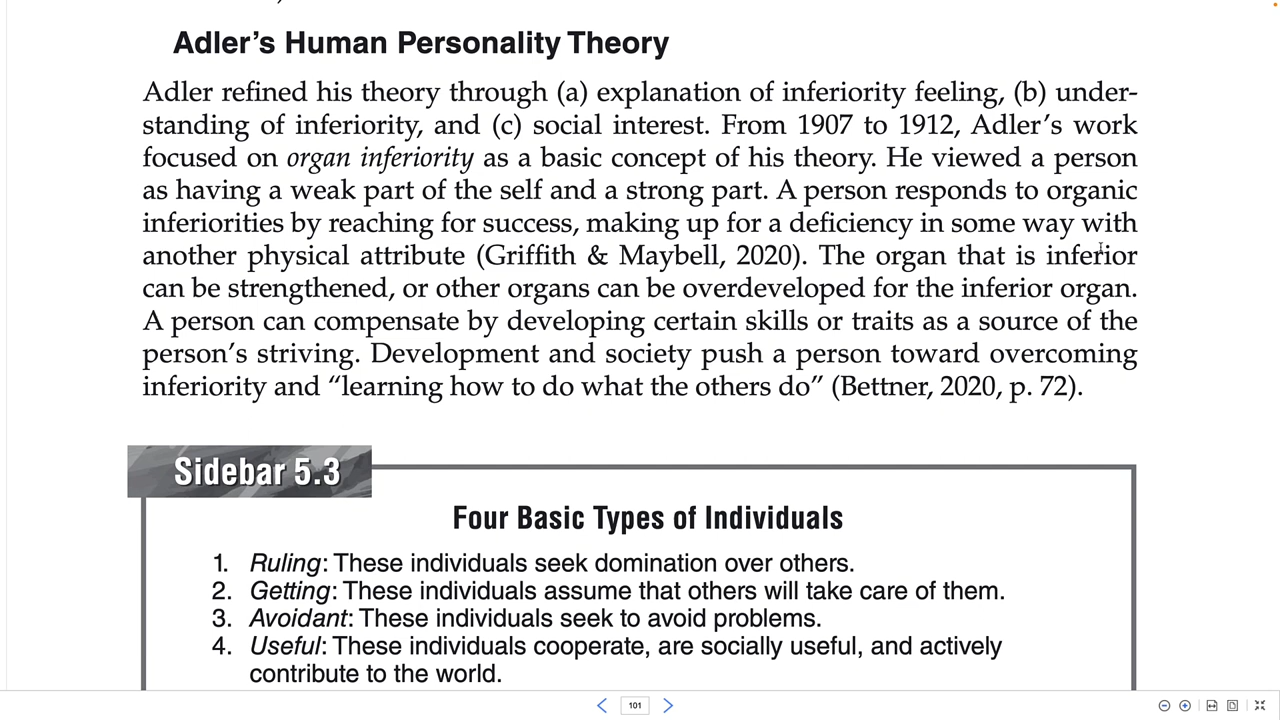 Adler’s Human Personality Theory
Adler refined his theory through (a) explanation of inferiority feeling, (b) under-
standing of inferiority, and (c) social interest. From 1907 to 1912, Adler’s work
focused on organ inferiority as a basic concept of his theory. He viewed a person
as having a weak part of the self and a strong part. A person responds to organic
inferiorities by reaching for success, making up for a deficiency in some way with
another physical attribute (Griffith & Maybell, 2020). The organ that is inferior
can be strengthened, or other organs can be overdeveloped for the inferior organ.
A person can compensate by developing certain skills or traits as a source of the
person’s striving. Development and society push a person toward overcoming
inferiority and “learning how to do what the others do” (Bettner, 2020, p. 72).
Sidebar 5.3
Four Basic Types of Individuals
1. Ruling: These individuals seek domination over others.
2. Getting: These individuals assume that others will take care of them.
3. Avoidant: These individuals seek to avoid problems.
4. Useful: These individuals cooperate, are socially useful, and actively
contribute to the world.
101